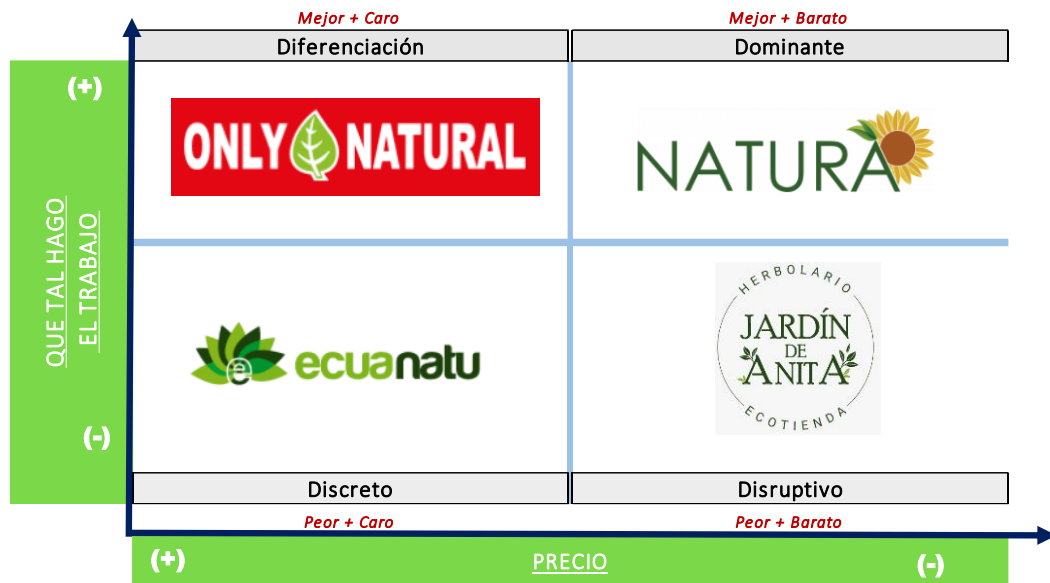 Mejor + Caro
Mejor + Barato
Diferenciación
Dominante
(+)
ONLY NATURAL
NATURA
QUE TAL HAGO
EL TRABAJO
HERBOLARIO
JARDÍN
DE
ANITA
ECOTIENDA
e ecuanatu
(-)
Discreto
Disruptivo
Peor + Caro
Peor + Barato
(+)
PRECIO
(-)